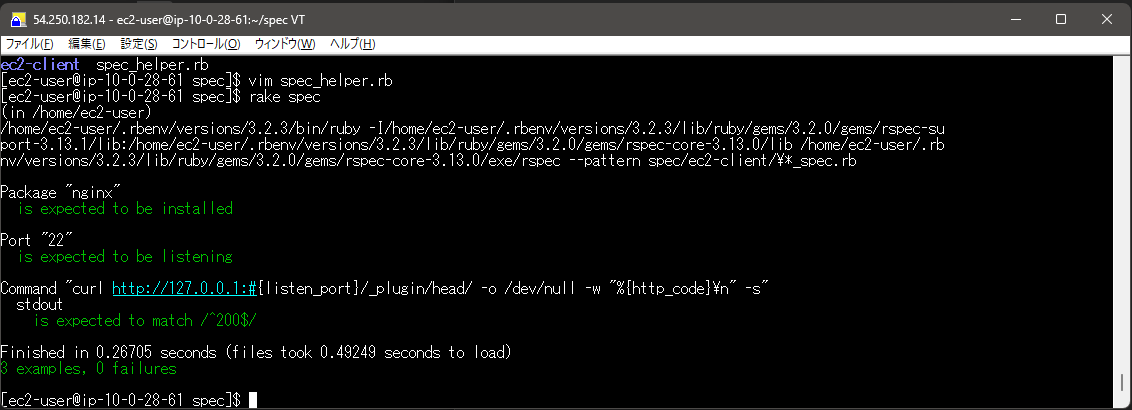 54.250.182.14 - ec2-user@ip-10-0-28-61:~/spec VT
ファイル(F) 編集(E) 設定(S) コントロール(O) ウィンドウ(W) ヘルプ(H)
ec2-client spec_helper.rb
[ec2-user@ip-10-0-28-61 spec]$ vim spec_helper.rb
[ec2-user@ip-10-0-28-61 spec]$ rake spec
(in /home/ec2-user)
/home/ec2-user/.rbenv/versions/3.2.3/bin/ruby -I/home/ec2-user/.rbenv/versions/3.2.3/lib/ruby/gems/3.2.0/gems/rspec-su
port-3.13.1/lib:/home/ec2-user/.rbenv/versions/3.2.3/lib/ruby/gems/3.2.0/gems/rspec-core-3.13.0/lib /home/ec2-user/.rb
nv/versions/3.2.3/lib/ruby/gems/3.2.0/gems/rspec-core-3.13.0/exe/rspec --pattern spec/ec2-client/¥*_spec.rb
Package "nginx"
is expected to be installed
Port "22"
is expected to be listening
Command "curl http://127.0.0.1:#{listen_port}/_plugin/head/ -o /dev/null -w "%{http_code}¥n" -s"
stdout
is expected to match /^200$/
Finished in 0.26705 seconds (files took 0.49249 seconds to load)
3 examples, 0 failures
[ec2-user@ip-10-0-28-61 spec]$